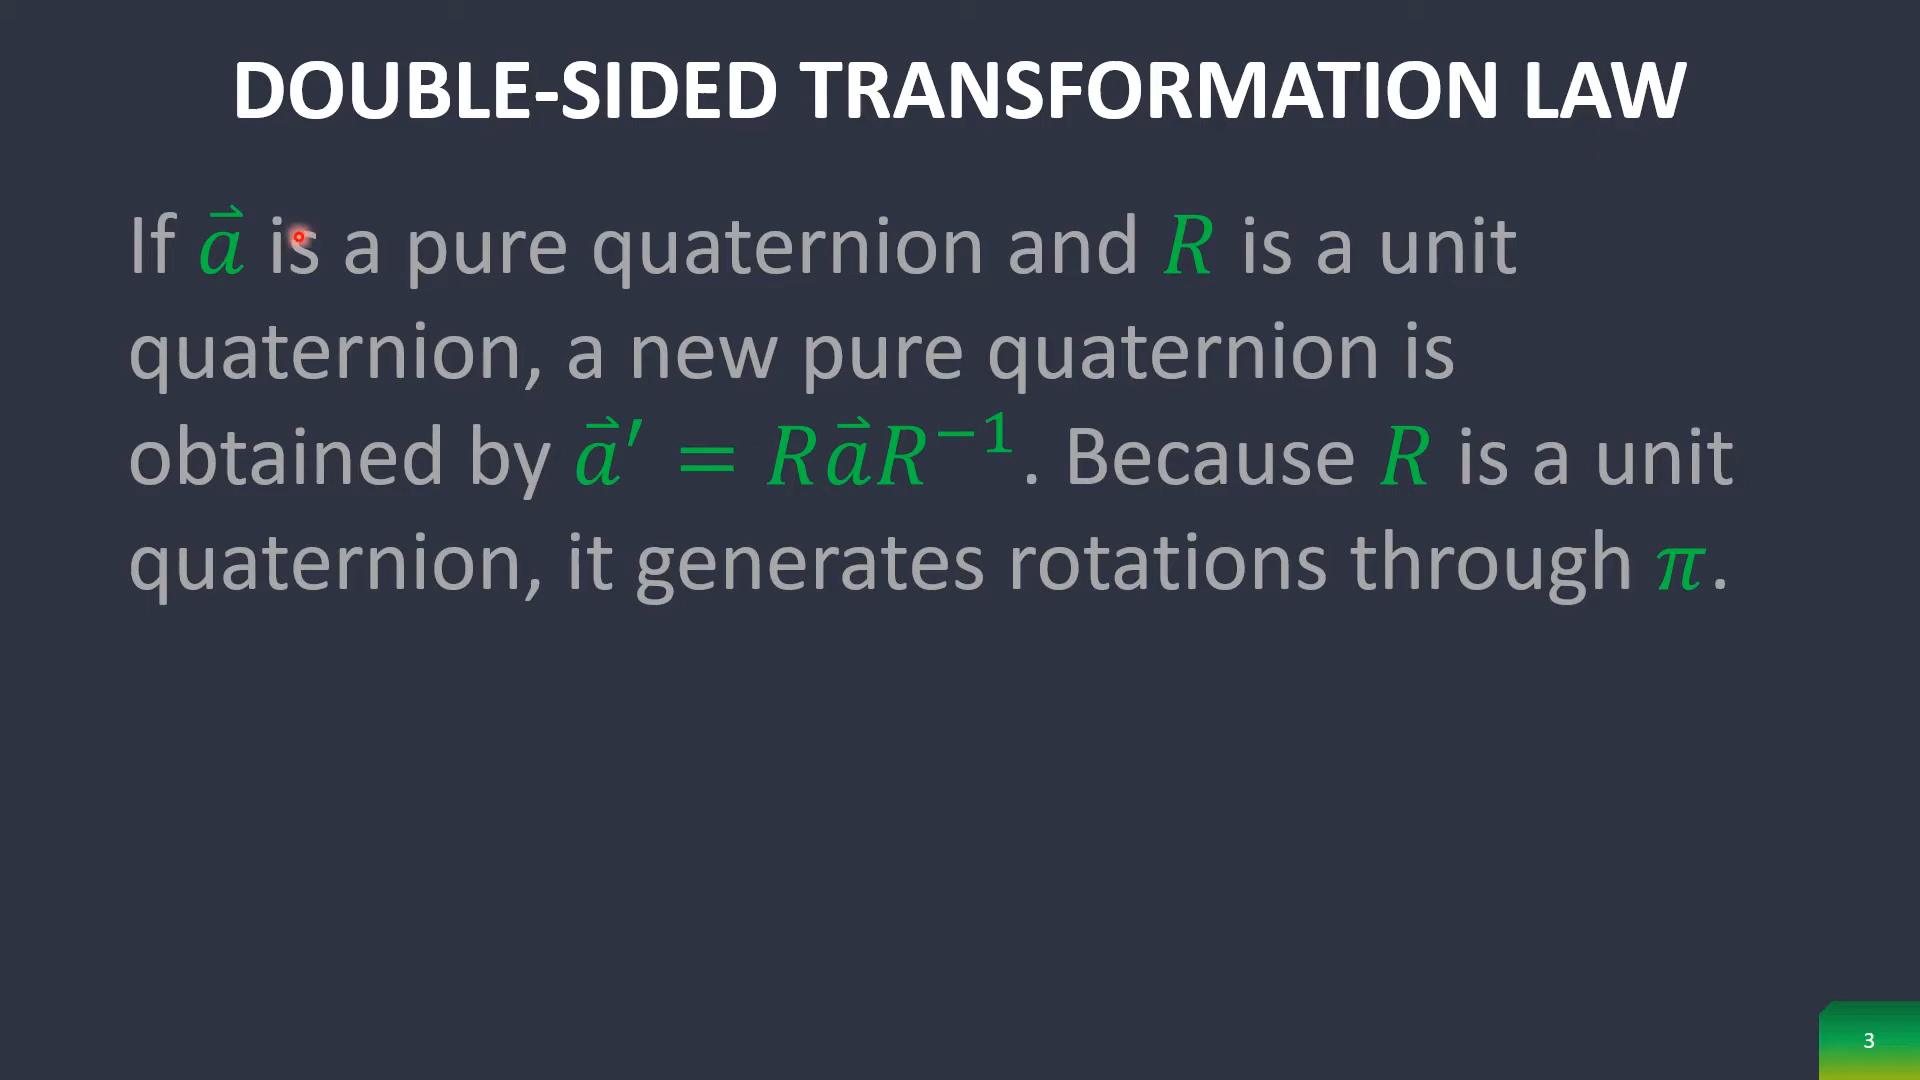 DOUBLE-SIDED TRANSFORMATION LAW
If a⃗ is a pure quaternion and R is a unit
quaternion, a new pure quaternion is
obtained by a⃗′ = Ra⃗R⁻¹. Because R is a unit
quaternion, it generates rotations through π.
3